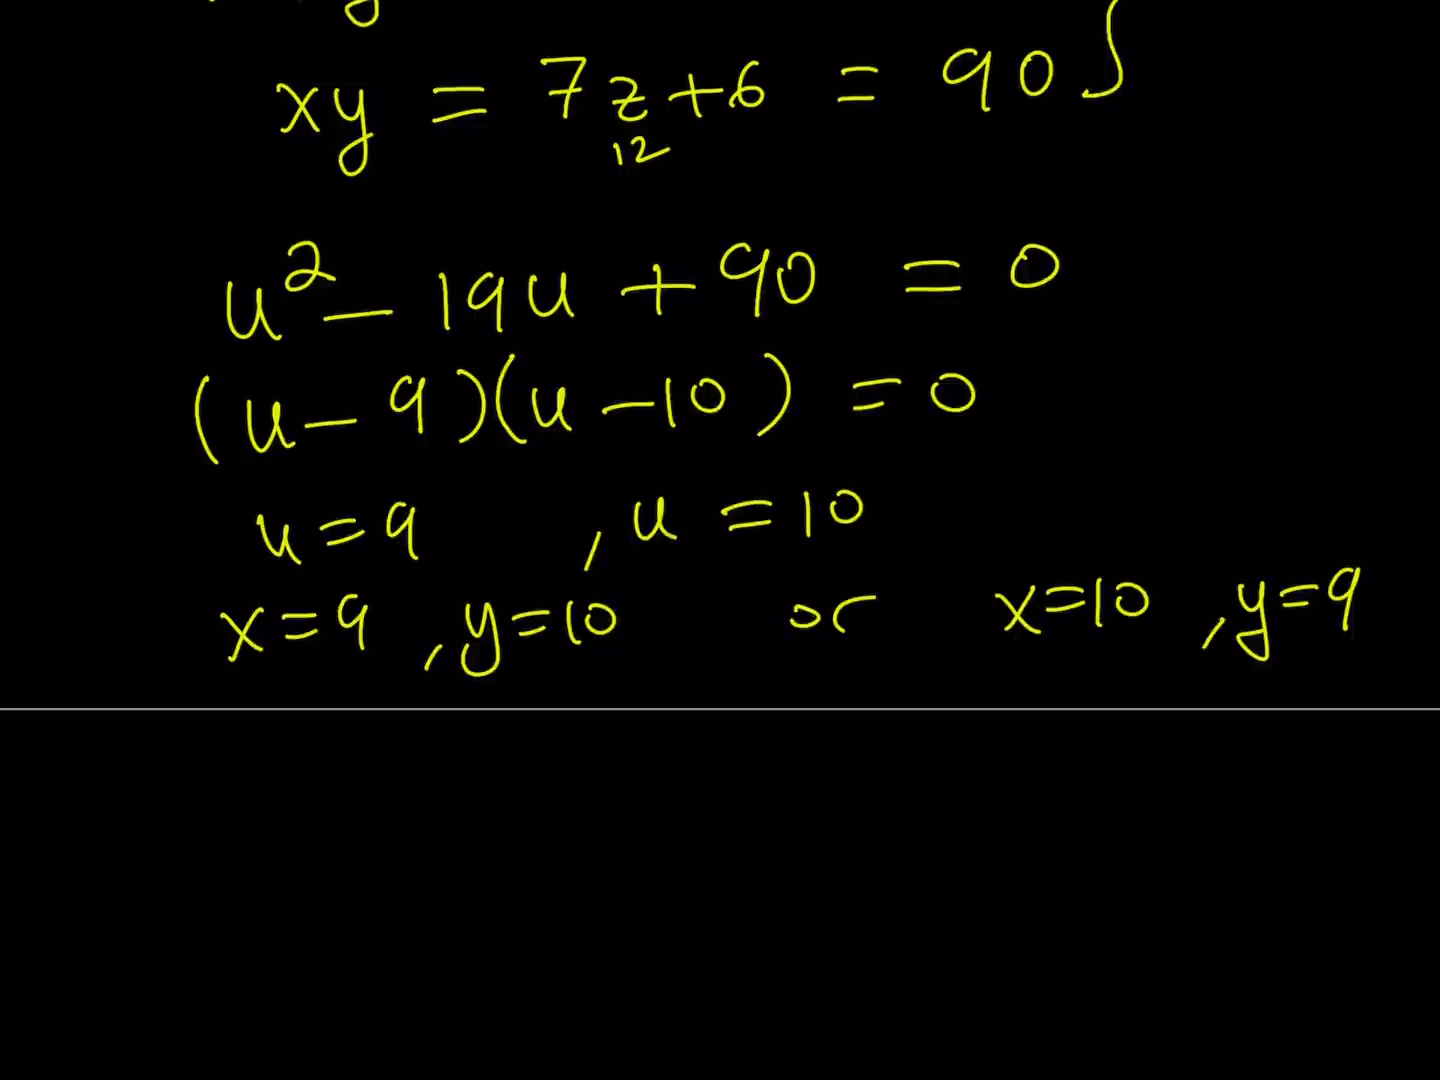 xy = 7z+6 = 90
12
u² - 19u + 90 = 0
(u - 9)(u - 10) = 0
u = 9 , u = 10
x = 9 , y = 10 or x = 10 , y = 9